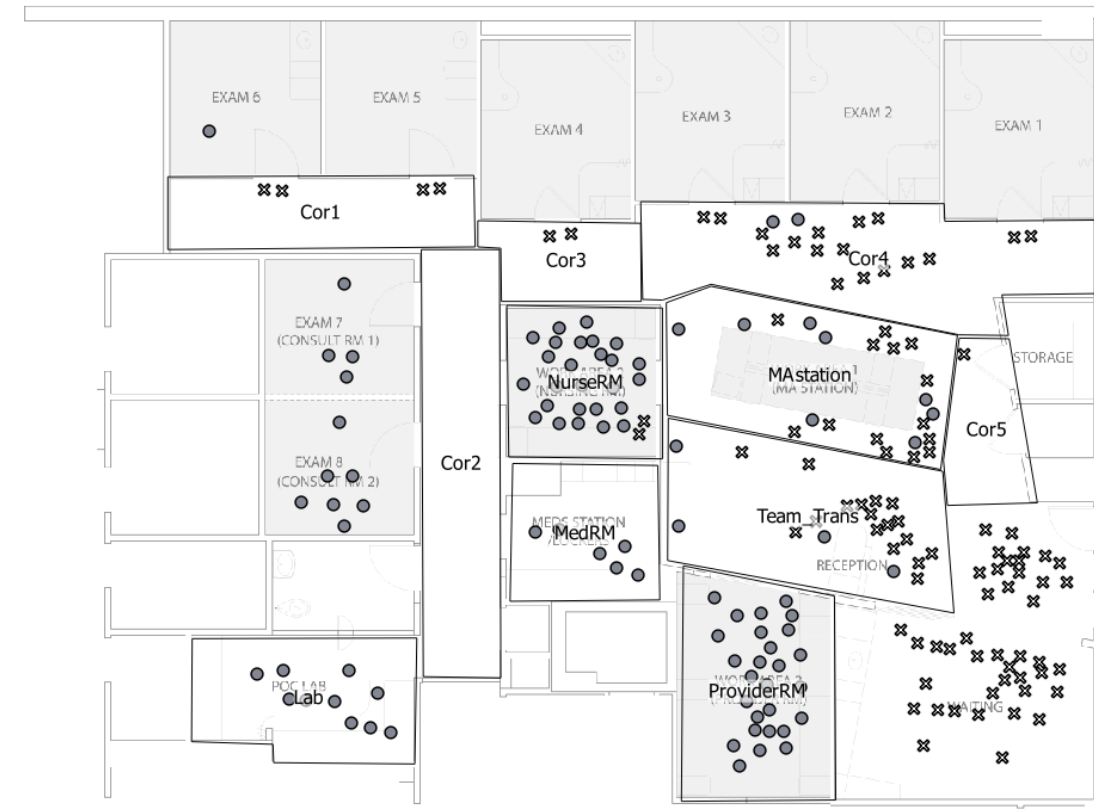 EXAM 6
EXAM 5
EXAM 4
EXAM 3
EXAM 2
EXAM 1
Cor1
Cor3
Cor4
EXAM 7
(CONSULT RM 1)
NurseRM
MAstation
(MA STATION)
STORAGE
Cor5
EXAM 8
(CONSULT RM 2)
Cor2
MEDS STATION
MedRM
Team_Trans
RECEPTION
POC LAB
Lab
ProviderRM
WAITING